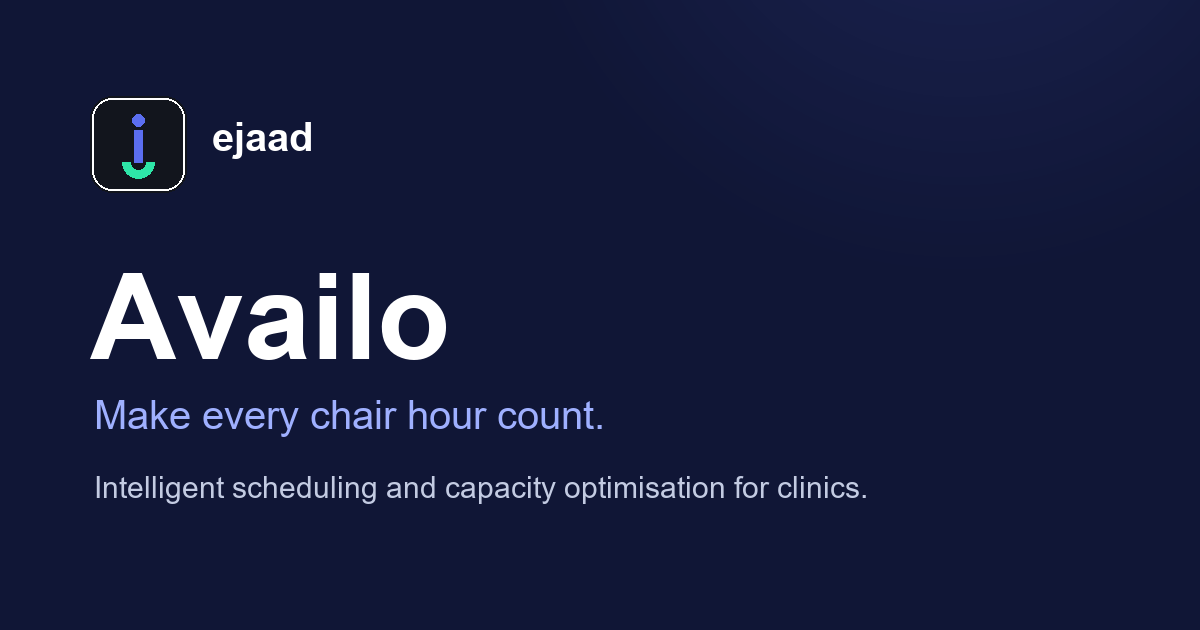 ejaad
Availo
Make every chair hour count.
Intelligent scheduling and capacity optimisation for clinics.